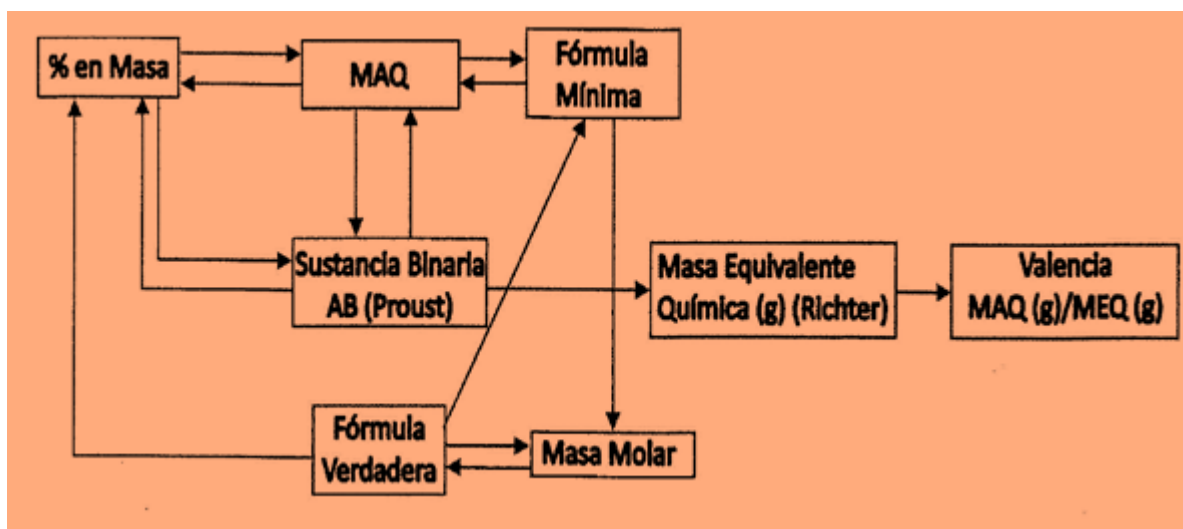 % en Masa
MAQ
Fórmula
Mínima
Sustancia Binaria
AB (Proust)
Masa Equivalente
Química (g) (Richter)
Valencia
MAQ (g)/MEQ (g)
Fórmula
Verdadera
Masa Molar